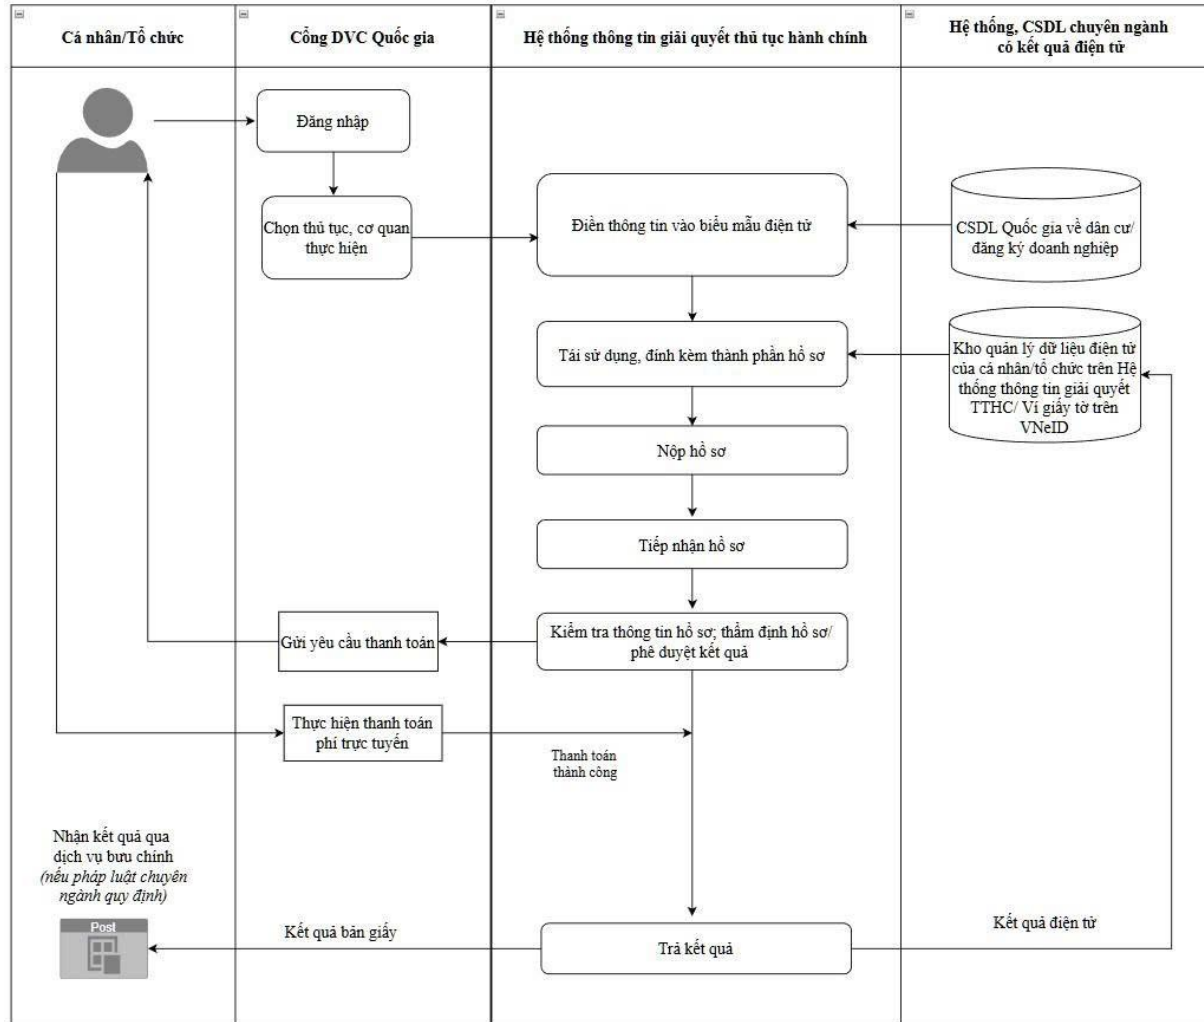 Cá nhân/Tổ chức
Cổng DVC Quốc gia
Hệ thống thông tin giải quyết thủ tục hành chính
Hệ thống, CSDL chuyên ngành
có kết quả điện tử
Đăng nhập
Chọn thủ tục, cơ quan
thực hiện
Điền thông tin vào biểu mẫu điện tử
CSDL Quốc gia về dân cư/
đăng ký doanh nghiệp
Tái sử dụng, đính kèm thành phần hồ sơ
Kho quản lý dữ liệu điện tử
của cá nhân/tổ chức trên Hệ
thống thông tin giải quyết
TTHC/ Ví giấy tờ trên
VNeID
Nộp hồ sơ
Tiếp nhận hồ sơ
Kiểm tra thông tin hồ sơ; thẩm định hồ sơ/
phê duyệt kết quả
Gửi yêu cầu thanh toán
Thực hiện thanh toán
phí trực tuyến
Thanh toán
thành công
Nhận kết quả qua
dịch vụ bưu chính
(nếu pháp luật chuyên
ngành quy định)
Post
Kết quả bản giấy
Trả kết quả
Kết quả điện tử